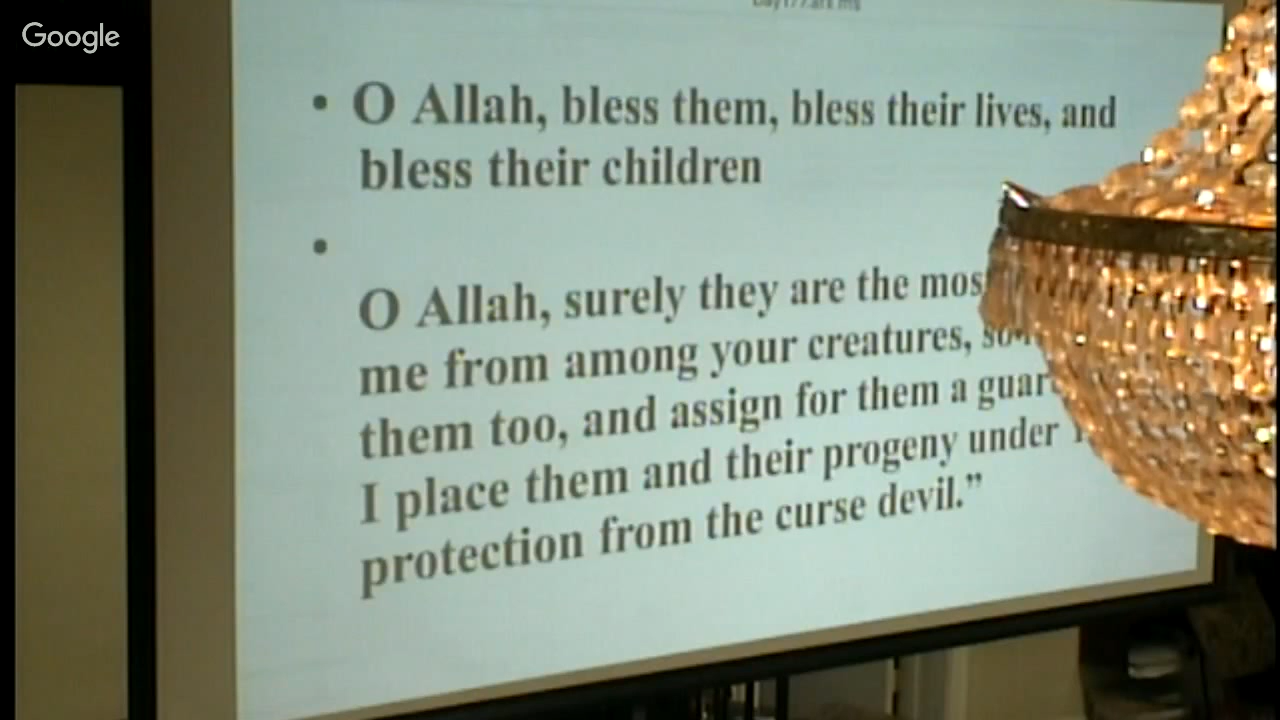 Google
• O Allah, bless them, bless their lives, and
bless their children
•
O Allah, surely they are the
me from among your creatures,
them too, and assign for them a
I place them and their progeny under
protection from the curse devil.”